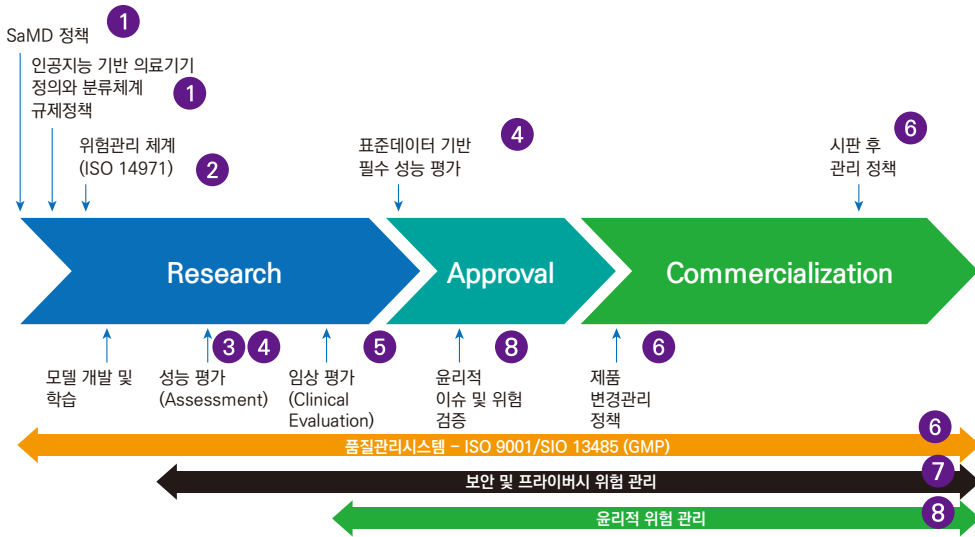 SaMD 정책
1
인공지능 기반 의료기기
정의와 분류체계
규제정책
1
위험관리 체계
(ISO 14971)
2
표준데이터 기반
필수 성능 평가
4
시판 후
관리 정책
6
Research
Approval
Commercialization
모델 개발 및
학습
성능 평가
(Assessment)
3
4
임상 평가
(Clinical
Evaluation)
5
윤리적
이슈 및 위험
검증
8
제품
변경관리
정책
6
품질관리시스템 – ISO 9001/SIO 13485 (GMP)
6
보안 및 프라이버시 위험 관리
7
윤리적 위험 관리
8